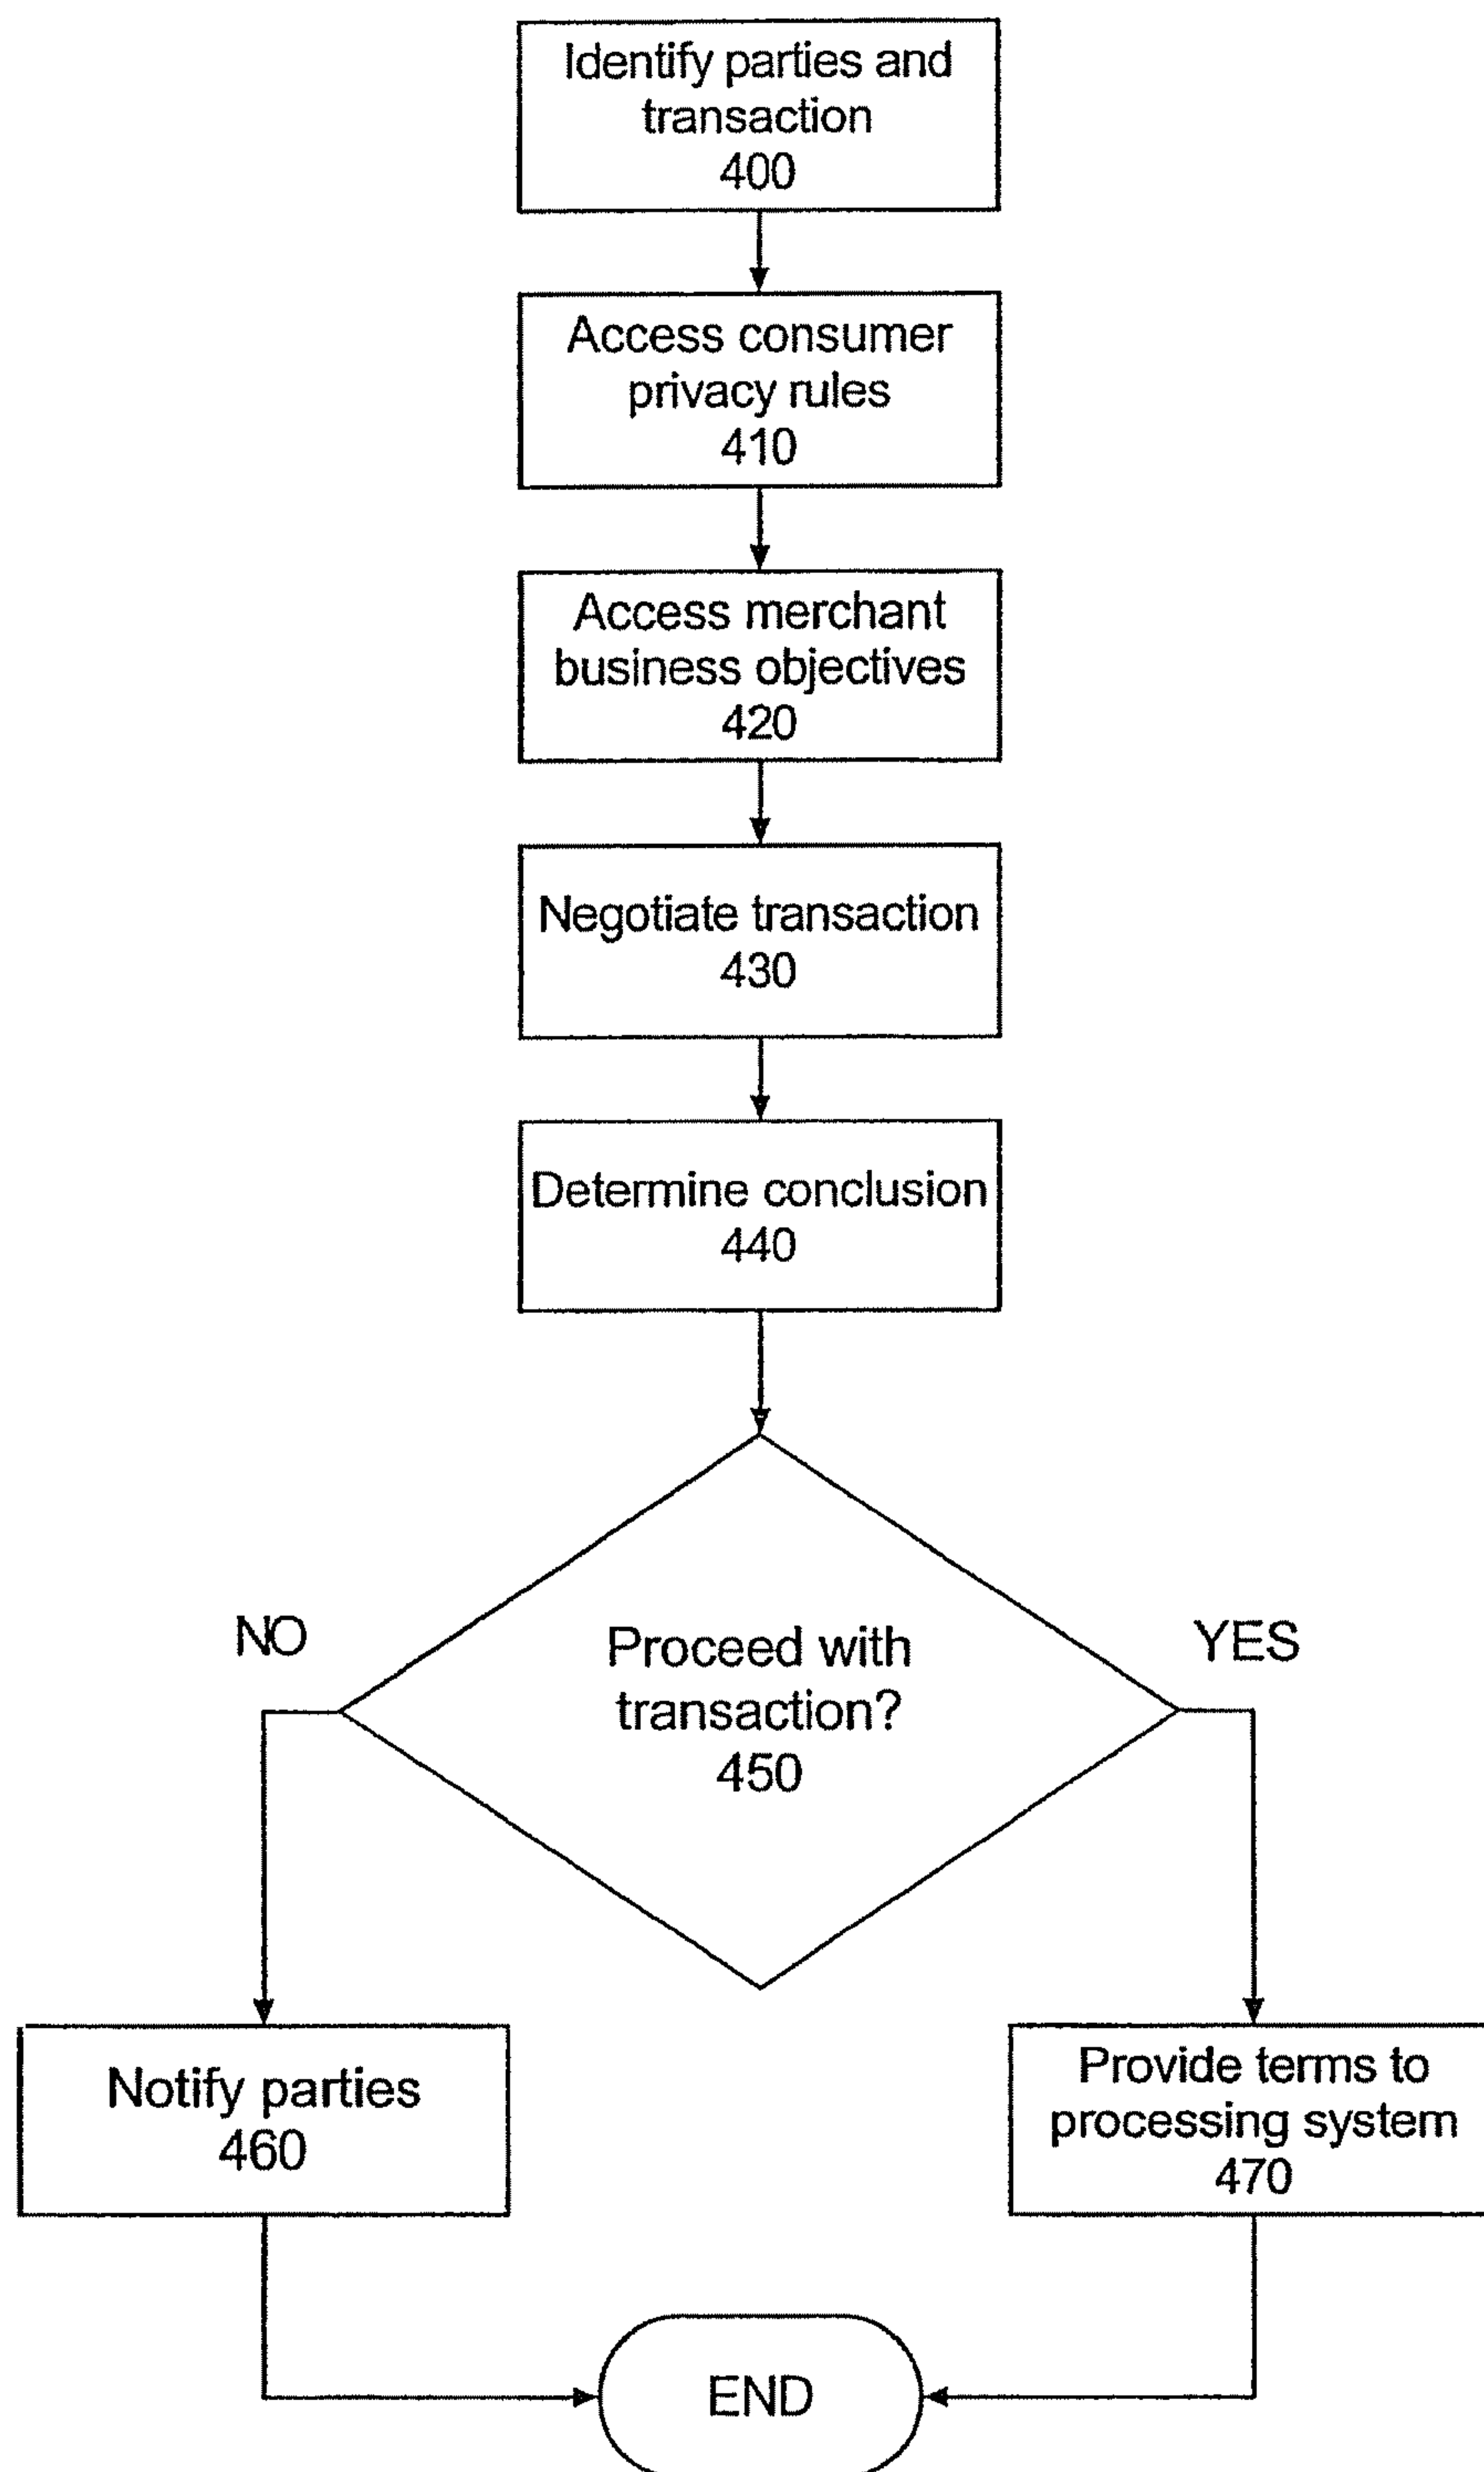 Identify parties and
transaction
400
Access consumer
privacy rules
410
Access merchant
business objectives
420
Negotiate transaction
430
Determine conclusion
440
NO
Proceed with
transaction?
450
YES
Notify parties
460
Provide terms to
processing system
470
END